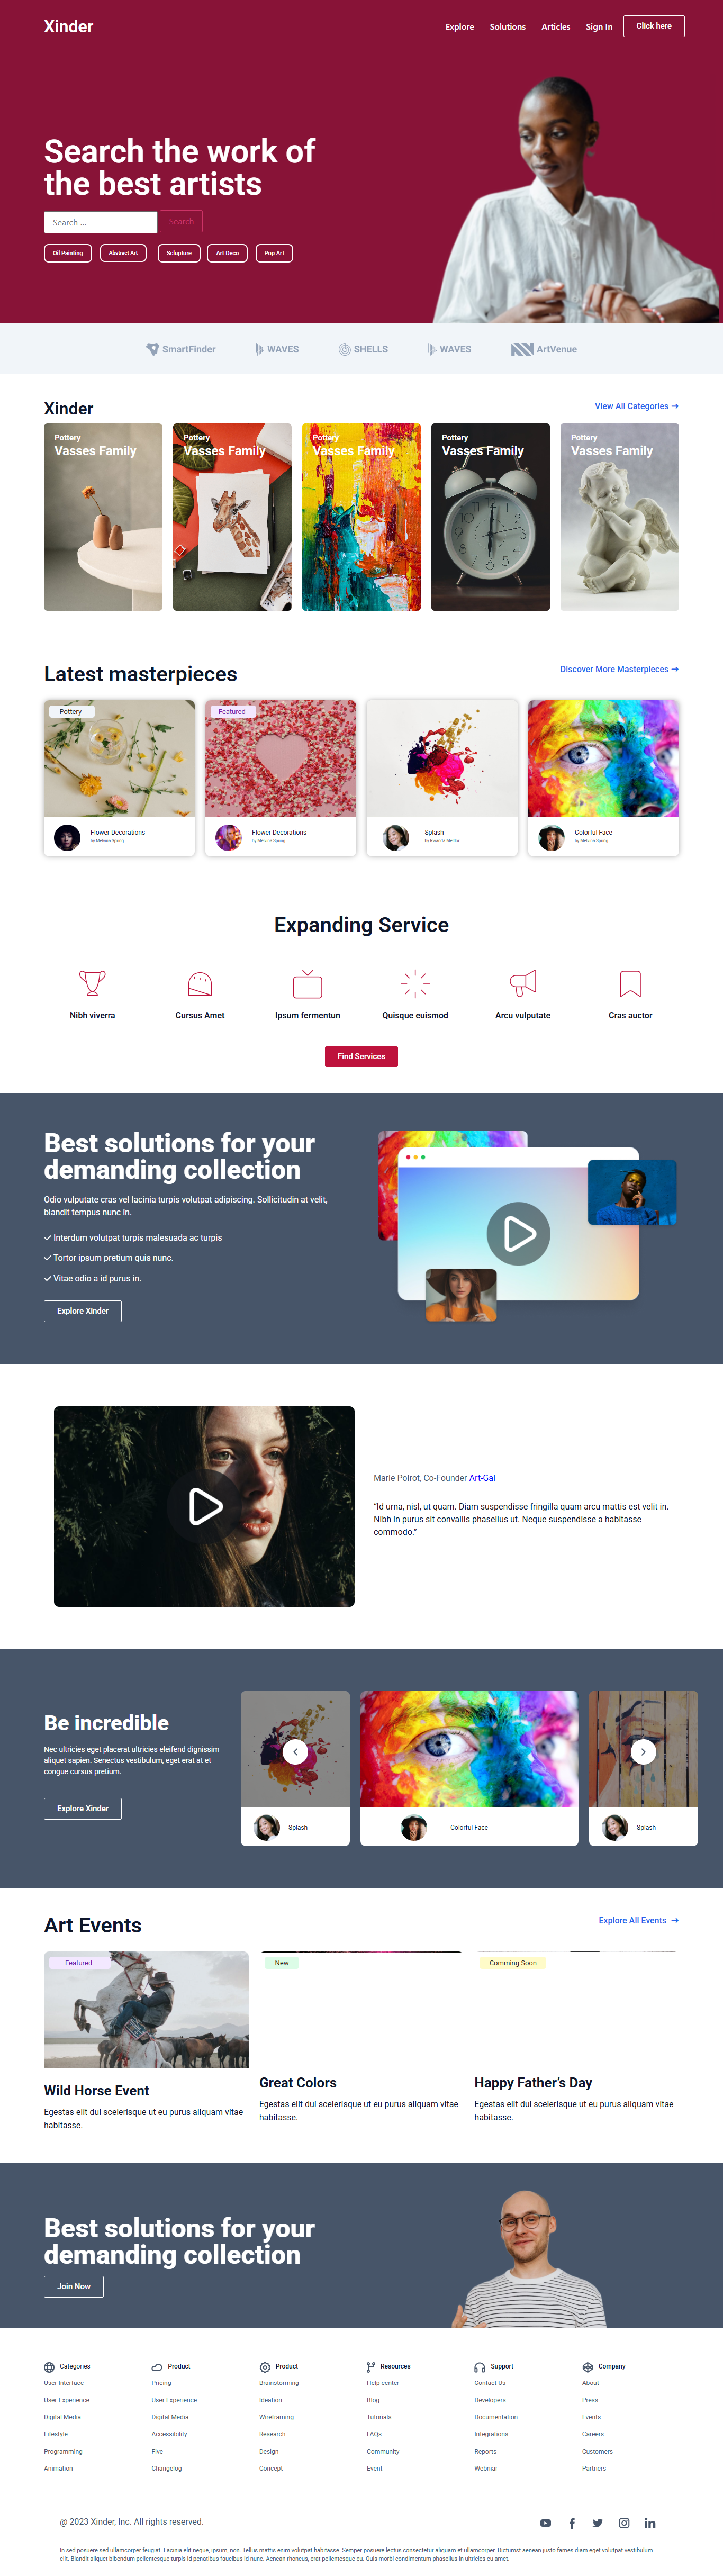 Xinder
Explore Solutions Articles Sign In Click here
Search the work of
the best artists
Search ... Search
Oil Painting Abstract Art Sclupture Art Deco Pop Art
SmartFinder WAVES SHELLS WAVES ArtVenue
Xinder
View All Categories →
Pottery
Vasses Family
Pottery
Vasses Family
Pottery
Vasses Family
Pottery
Vasses Family
Pottery
Vasses Family
Latest masterpieces
Discover More Masterpieces →
Pottery
Featured
Flower Decorations
by Melvina Spring
Flower Decorations
by Melvina Spring
Splash
by Rwanda Melflor
Colorful Face
by Melvina Spring
Expanding Service
Nibh viverra Cursus Amet Ipsum fermentun Quisque euismod Arcu vulputate Cras auctor
Find Services
Best solutions for your
demanding collection
Odio vulputate cras vel lacinia turpis volutpat adipiscing. Sollicitudin at velit,
blandit tempus nunc in.
Interdum volutpat turpis malesuada ac turpis
Tortor ipsum pretium quis nunc.
Vitae odio a id purus in.
Explore Xinder
Marie Poirot, Co-Founder Art-Gal
“Id urna, nisl, ut quam. Diam suspendisse fringilla quam arcu mattis est velit in.
Nibh in purus sit convallis phasellus ut. Neque suspendisse a habitasse
commodo.”
Be incredible
Nec ultricies eget placerat ultricies eleifend dignissim
aliquet sapien. Senectus vestibulum, eget erat at et
congue cursus pretium.
Explore Xinder
Splash
Colorful Face
Splash
Art Events
Explore All Events →
Featured
New
Comming Soon
Wild Horse Event
Egestas elit dui scelerisque ut eu purus aliquam vitae
habitasse.
Great Colors
Egestas elit dui scelerisque ut eu purus aliquam vitae
habitasse.
Happy Father’s Day
Egestas elit dui scelerisque ut eu purus aliquam vitae
habitasse.
Best solutions for your
demanding collection
Join Now
Categories Product Product Resources Support Company
User Interface Pricing Drainstorming Help center Contact Us About
User Experience User Experience Ideation Blog Developers Press
Digital Media Digital Media Wireframing Tutorials Documentation Events
Lifestyle Accessibility Research FAQs Integrations Careers
Programming Five Design Community Reports Customers
Animation Changelog Concept Event Webniar Partners
@ 2023 Xinder, Inc. All rights reserved.
In sed posuere sed ullamcorper feugiat. Lacinia elit neque, ipsum, non. Tellus mattis enim volutpat habitasse. Semper posuere lectus consectetur aliquam et ullamcorper. Dictumst aenean justo fames diam eget volutpat vestibulum
elit. Blandit aliquet bibendum pellentesque turpis id penatibus faucibus id nunc. Aenean rhoncus, erat pellentesque eu. Quis morbi condimentum phasellus in ultricies eu amet.